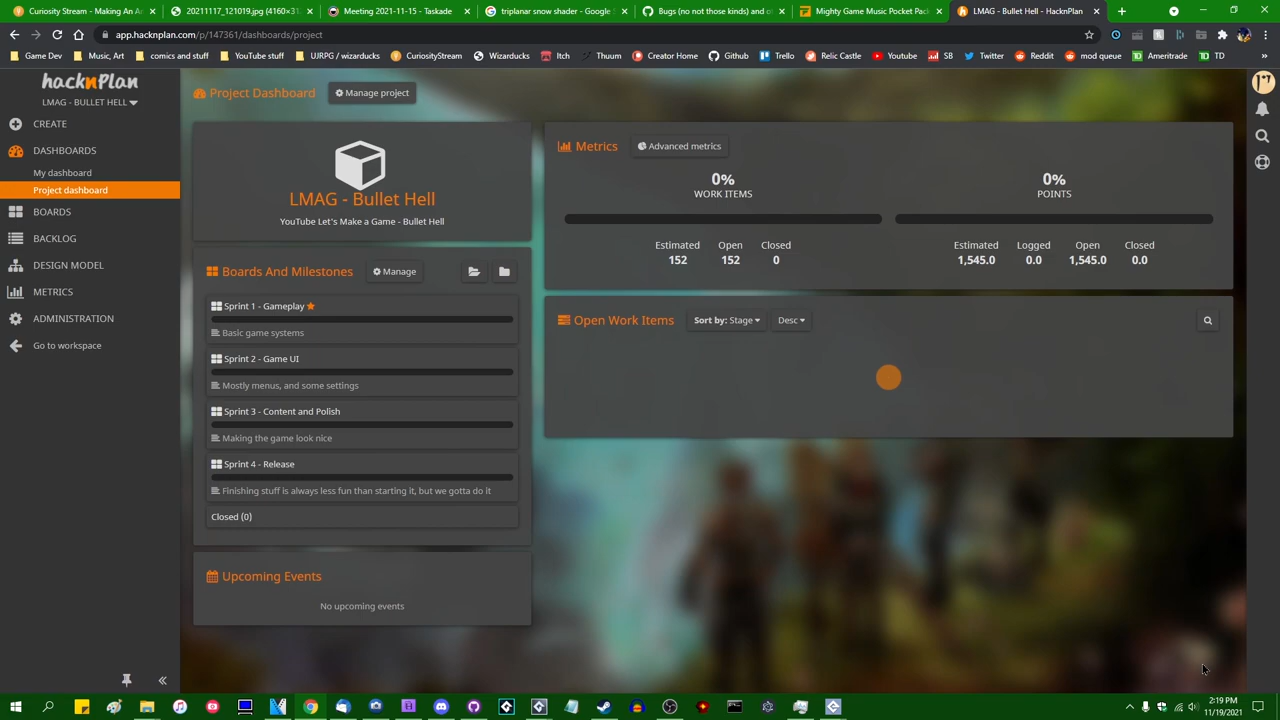 Curiosity Stream - Making An Ac
20211117_121019.jpg (4160×31
Meeting 2021-11-15 - Taskade
triplanar snow shader - Google S
Bugs (no not those kinds) and ot
Mighty Game Music Pocket Pack
LMAG - Bullet Hell - HacknPlan
app.hacknplan.com/p/147361/dashboards/project
Game Dev
Music, Art
comics and stuff
YouTube stuff
UJRPG / wizarducks
CuriosityStream
Wizarducks
Itch
Thuum
Creator Home
Github
Trello
Relic Castle
YouTube
SB
Twitter
Reddit
mod queue
Ameritrade
TD
hacknPlan
LMAG - BULLET HELL
CREATE
DASHBOARDS
My dashboard
Project dashboard
BOARDS
BACKLOG
DESIGN MODEL
METRICS
ADMINISTRATION
Go to workspace
Project Dashboard
Manage project
LMAG - Bullet Hell
YouTube Let's Make a Game - Bullet Hell
Boards And Milestones
Manage
Sprint 1 - Gameplay
Basic game systems
Sprint 2 - Game UI
Mostly menus, and some settings
Sprint 3 - Content and Polish
Making the game look nice
Sprint 4 - Release
Finishing stuff is always less fun than starting it, but we gotta do it
Closed (0)
Upcoming Events
No upcoming events
Metrics
Advanced metrics
0%
WORK ITEMS
Estimated Open Closed
152 152 0
0%
POINTS
Estimated Logged Open Closed
1,545.0 0.0 1,545.0 0.0
Open Work Items
Sort by: Stage
Desc
2:19 PM
11/19/2021